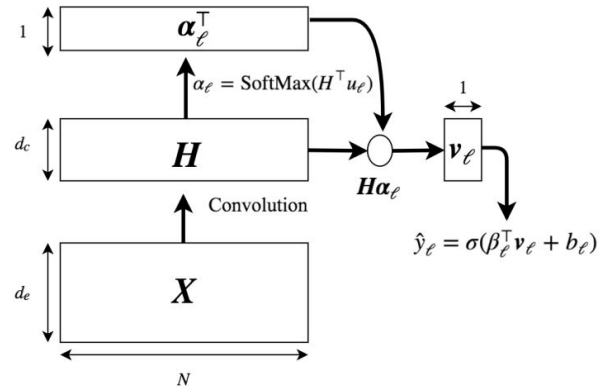 1
α_ℓ^⊤
α_ℓ = SoftMax(H^⊤u_ℓ)
1
d_c
H
v_ℓ
Hα_ℓ
Convolution
ŷ_ℓ = σ(β_ℓ^⊤v_ℓ + b_ℓ)
d_e
X
N